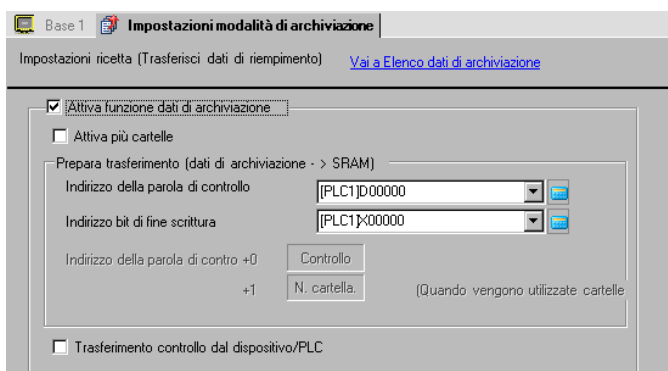 Base 1 Impostazioni modalità di archiviazione
Impostazioni ricetta (Trasferisci dati di riempimento) Vai a Elenco dati di archiviazione
Attiva funzione dati di archiviazione
Attiva più cartelle
Prepara trasferimento (dati di archiviazione - > SRAM)
Indirizzo della parola di controllo [PLC1]D00000
Indirizzo bit di fine scrittura [PLC1]X00000
Indirizzo della parola di contro +0 Controllo
+1 N. cartella. (Quando vengono utilizzate cartelle
Trasferimento controllo dal dispositivo/PLC